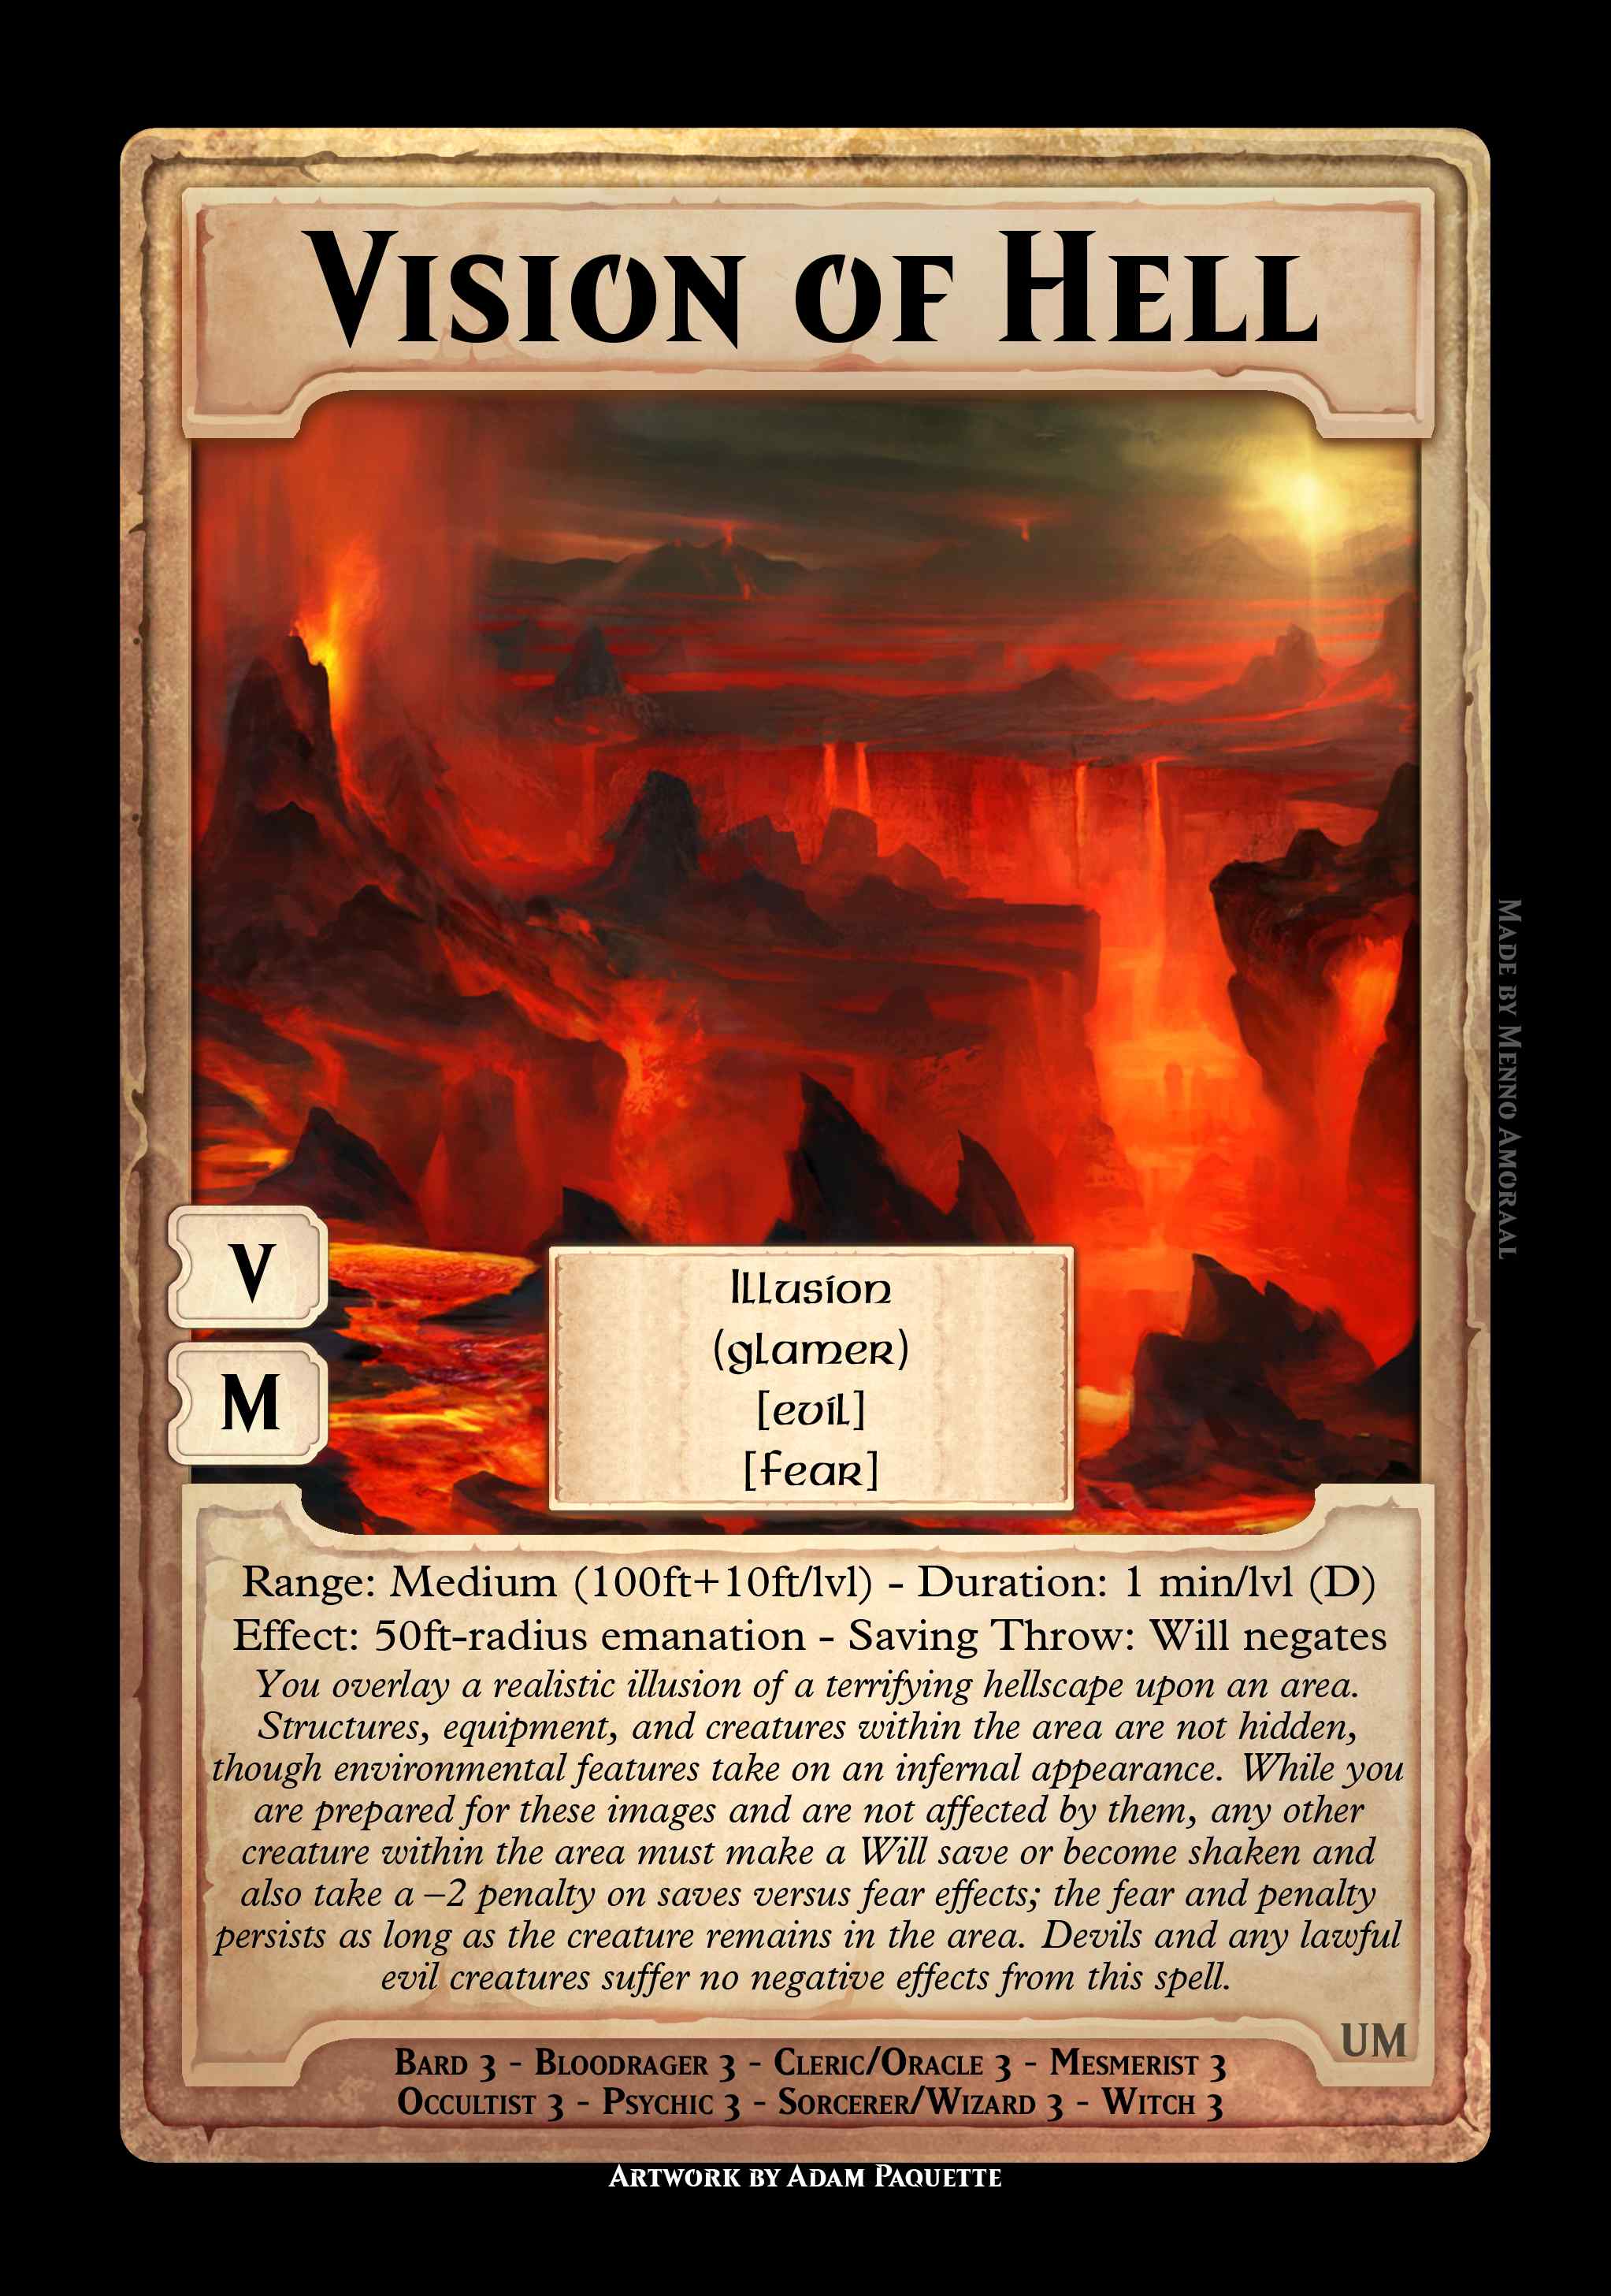 Vision of Hell
Made by Menno Amoraal
V
M
Illusion
(glamer)
[evil]
[fear]
Range: Medium (100ft+10ft/lvl) - Duration: 1 min/lvl (D)
Effect: 50ft-radius emanation - Saving Throw: Will negates
You overlay a realistic illusion of a terrifying hellscape upon an area.
Structures, equipment, and creatures within the area are not hidden,
though environmental features take on an infernal appearance. While you
are prepared for these images and are not affected by them, any other
creature within the area must make a Will save or become shaken and
also take a –2 penalty on saves versus fear effects; the fear and penalty
persists as long as the creature remains in the area. Devils and any lawful
evil creatures suffer no negative effects from this spell.
UM
Bard 3 - Bloodrager 3 - Cleric/Oracle 3 - Mesmerist 3
Occultist 3 - Psychic 3 - Sorcerer/Wizard 3 - Witch 3
Artwork by Adam Paquette